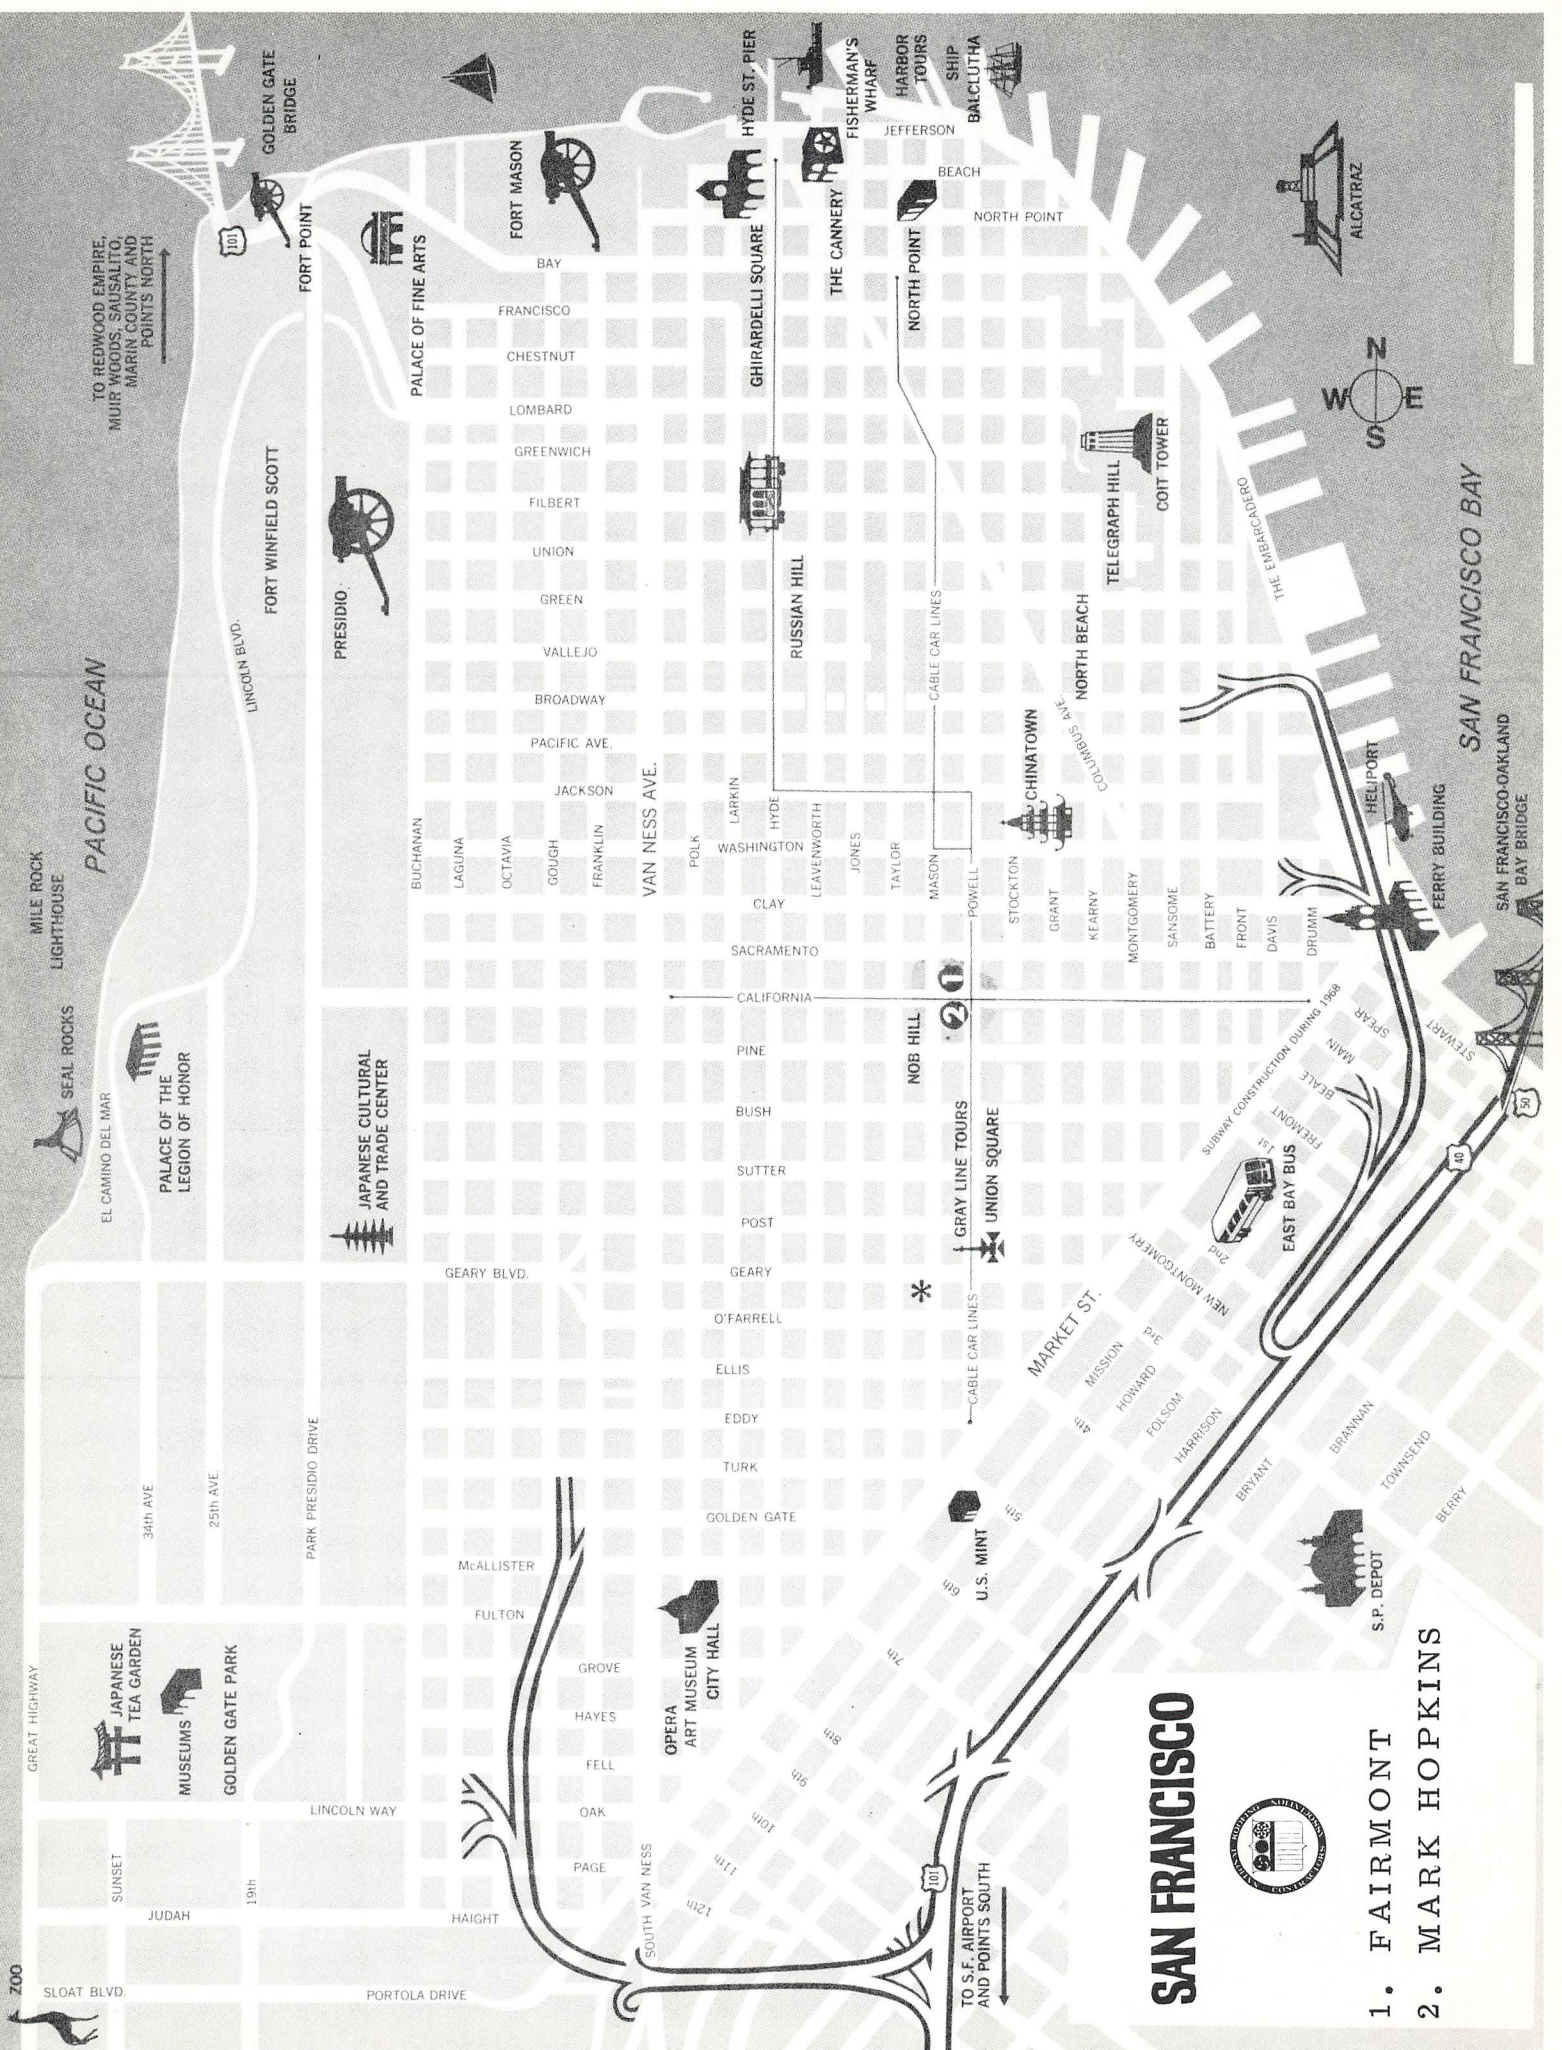 TO REDWOOD EMPIRE,
MUIR WOODS, SAUSALITO,
MARIN COUNTY AND
POINTS NORTH
GOLDEN GATE
BRIDGE
101
FORT POINT
PALACE OF FINE ARTS
FORT MASON
HYDE ST. PIER
FISHERMAN'S
WHARF
HARBOR
TOURS
SHIP
BALCLUTHA
JEFFERSON
BEACH
NORTH POINT
GHIRARDELLI SQUARE
THE CANNERY
NORTH POINT
ALCATRAZ
BAY
FRANCISCO
CHESTNUT
LOMBARD
GREENWICH
FILBERT
UNION
GREEN
VALLEJO
BROADWAY
PACIFIC AVE.
JACKSON
WASHINGTON
CLAY
SACRAMENTO
CALIFORNIA
PINE
BUSH
SUTTER
POST
GEARY
O'FARRELL
ELLIS
EDDY
TURK
GOLDEN GATE
N
W
E
S
FORT WINFIELD SCOTT
PRESIDIO
LINCOLN BLVD.
PACIFIC OCEAN
MILE ROCK
LIGHTHOUSE
SEAL ROCKS
EL CAMINO DEL MAR
PALACE OF THE
LEGION OF HONOR
JAPANESE CULTURAL
AND TRADE CENTER
RUSSIAN HILL
CABLE CAR LINES
TELEGRAPH HILL
COIT TOWER
THE EMBARCADERO
NORTH BEACH
COLUMBUS AVE.
CHINATOWN
SAN FRANCISCO BAY
HELIPORT
FERRY BUILDING
SAN FRANCISCO-OAKLAND
BAY BRIDGE
BUCHANAN
LAGUNA
OCTAVIA
GOUGH
FRANKLIN
VAN NESS AVE.
POLK
LARKIN
HYDE
LEAVENWORTH
JONES
TAYLOR
MASON
POWELL
STOCKTON
GRANT
KEARNY
MONTGOMERY
SANSOME
BATTERY
FRONT
DAVIS
DRUMM
NOB HILL
1
2
GRAY LINE TOURS
UNION SQUARE
*
CABLE CAR LINES
SUBWAY CONSTRUCTION DURING 1968
SPEAR
STEWART
MAIN
BEALE
FREMONT
1st
EAST BAY BUS
2nd
NEW MONTGOMERY
3rd
4th
5th
6th
7th
8th
9th
10th
11th
12th
50
40
MARKET ST.
MISSION
HOWARD
FOLSOM
HARRISON
BRYANT
BRANNAN
TOWNSEND
BERRY
GEARY BLVD.
34th AVE.
25th AVE.
PARK PRESIDIO DRIVE
McALLISTER
FULTON
GROVE
HAYES
FELL
OAK
PAGE
HAIGHT
OPERA
ART MUSEUM
CITY HALL
U.S. MINT
S.P. DEPOT
GREAT HIGHWAY
JAPANESE
TEA GARDEN
MUSEUMS
GOLDEN GATE PARK
LINCOLN WAY
SUNSET
19th
JUDAH
SOUTH VAN NESS
ZOO
SLOAT BLVD.
PORTOLA DRIVE
101
TO S.F. AIRPORT
AND POINTS SOUTH
SAN FRANCISCO
NATIONAL ROOFING
CONTRACTORS
ASSOCIATION
1. FAIRMONT
2. MARK HOPKINS